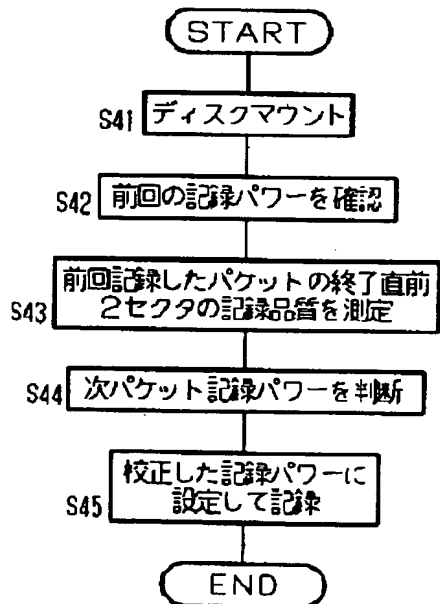 START
S41 ディスクマウント
S42 前回の記録パワーを確認
前回記録したパケットの終了直前
S43 2セクタの記録品質を測定
S44 次パケット記録パワーを判断
校正した記録パワーに
S45 設定して記録
END